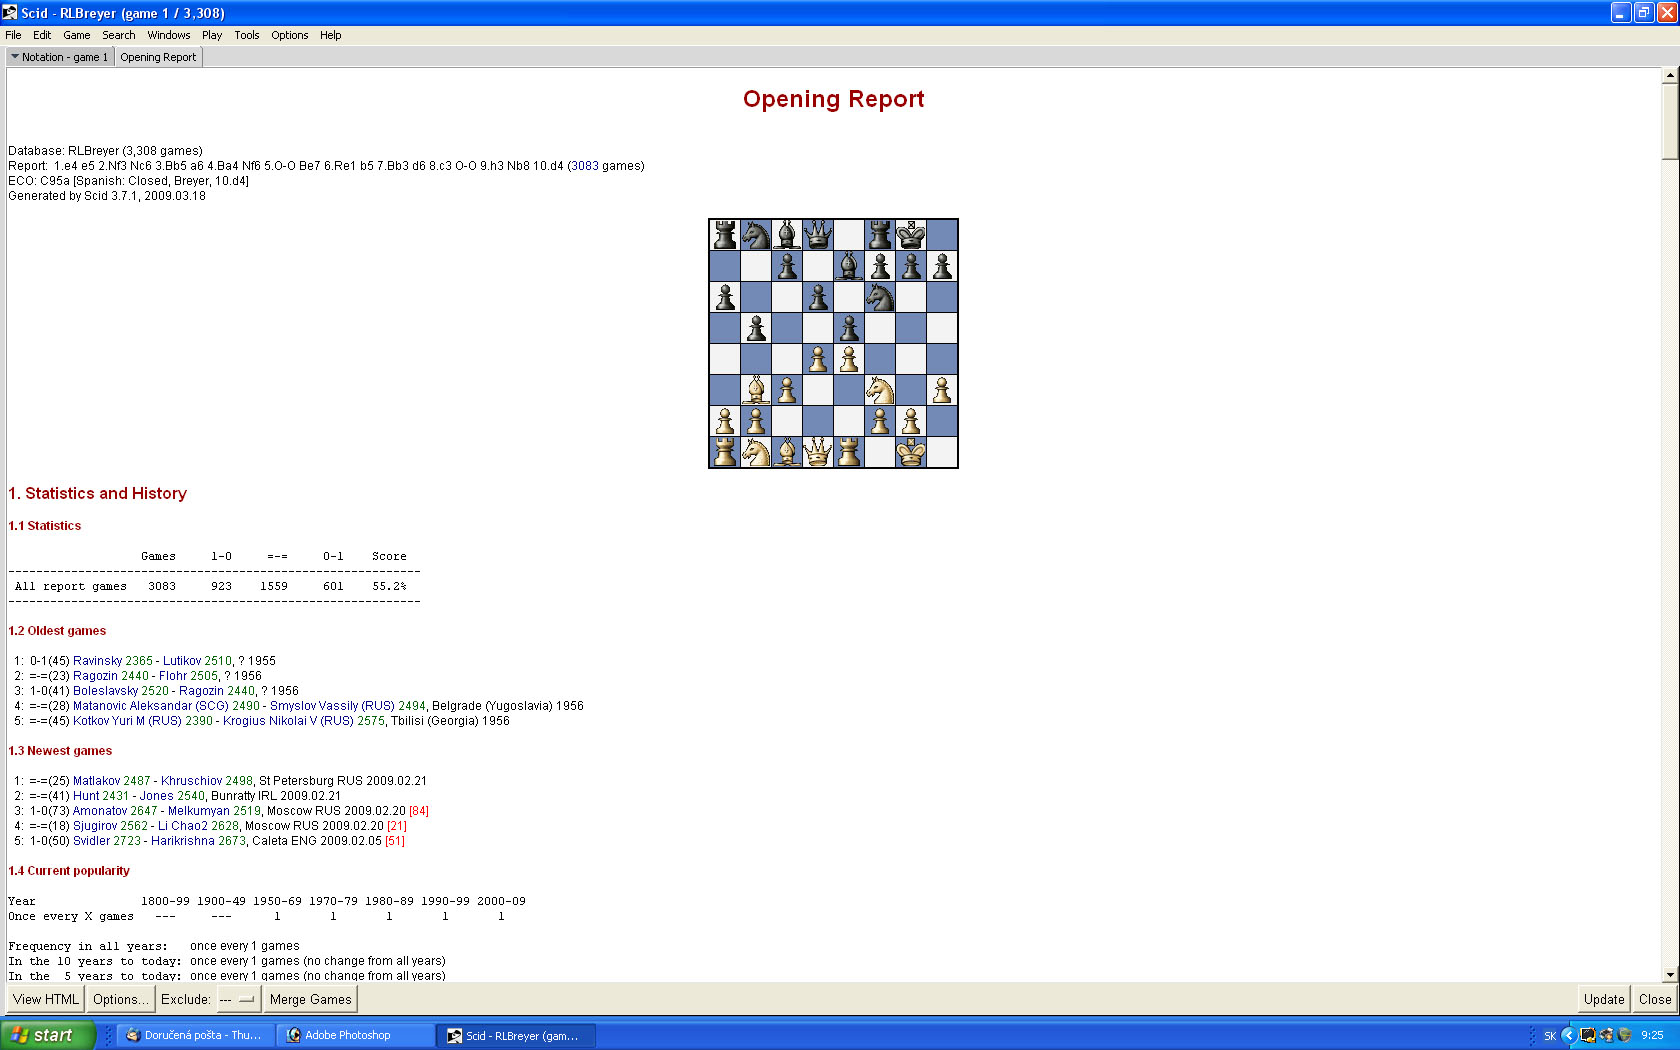 Scid - RLBreyer (game 1 / 3,308)
File Edit Game Search Windows Play Tools Options Help
Notation - game 1 Opening Report
Opening Report
Database: RLBreyer (3,308 games)
Report: 1.e4 e5 2.Nf3 Nc6 3.Bb5 a6 4.Ba4 Nf6 5.O-O Be7 6.Re1 b5 7.Bb3 d6 8.c3 O-O 9.h3 Nb8 10.d4 (3083 games)
ECO: C95a [Spanish: Closed, Breyer, 10.d4]
Generated by Scid 3.7.1, 2009.03.18
1. Statistics and History
1.1 Statistics
Games 1-0 =-= 0-1 Score
All report games 3083 923 1559 601 55.2%
1.2 Oldest games
1: 0-1(45) Ravinsky 2365 - Lutikov 2510, ? 1955
2: =-=(23) Ragozin 2440 - Flohr 2505, ? 1956
3: 1-0(41) Boleslavsky 2520 - Ragozin 2440, ? 1956
4: =-=(28) Matanovic Aleksandar (SCG) 2490 - Smyslov Vassily (RUS) 2494, Belgrade (Yugoslavia) 1956
5: =-=(45) Kotkov Yuri M (RUS) 2390 - Krogius Nikolai V (RUS) 2575, Tbilisi (Georgia) 1956
1.3 Newest games
1: =-=(25) Matlakov 2487 - Khruschiov 2498, St Petersburg RUS 2009.02.21
2: =-=(41) Hunt 2431 - Jones 2540, Bunratty IRL 2009.02.21
3: 1-0(73) Amonatov 2647 - Melkumyan 2519, Moscow RUS 2009.02.20 [84]
4: =-=(18) Sjugirov 2562 - Li Chao2 2628, Moscow RUS 2009.02.20 [21]
5: 1-0(50) Svidler 2723 - Harikrishna 2673, Caleta ENG 2009.02.05 [51]
1.4 Current popularity
Year 1800-99 1900-49 1950-69 1970-79 1980-89 1990-99 2000-09
Once every X games --- --- 1 1 1 1 1
Frequency in all years: once every 1 games
In the 10 years to today: once every 1 games (no change from all years)
In the 5 years to today: once every 1 games (no change from all years)
View HTML Options... Exclude: --- Merge Games Update Close
start Doručená pošta - Thu... Adobe Photoshop Scid - RLBreyer (gam... SK 9:25